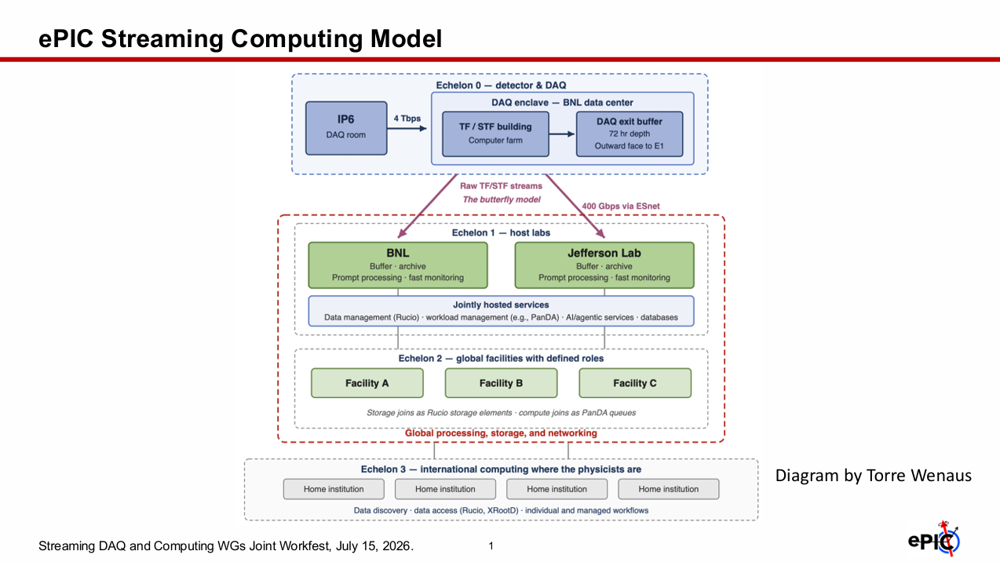 ePIC Streaming Computing Model
Echelon 0 — detector & DAQ
DAQ enclave — BNL data center
IP6
DAQ room
4 Tbps
TF / STF building
Computer farm
DAQ exit buffer
72 hr depth
Outward face to E1
Raw TF/STF streams
The butterfly model
400 Gbps via ESnet
Echelon 1 — host labs
BNL
Buffer · archive
Prompt processing · fast monitoring
Jefferson Lab
Buffer · archive
Prompt processing · fast monitoring
Jointly hosted services
Data management (Rucio) · workload management (e.g., PanDA) · AI/agentic services · databases
Echelon 2 — global facilities with defined roles
Facility A
Facility B
Facility C
Storage joins as Rucio storage elements · compute joins as PanDA queues
Global processing, storage, and networking
Echelon 3 — international computing where the physicists are
Home institution
Home institution
Home institution
Home institution
Data discovery · data access (Rucio, XRootD) · individual and managed workflows
Diagram by Torre Wenaus
Streaming DAQ and Computing WGs Joint Workfest, July 15, 2026.
1
ePIC